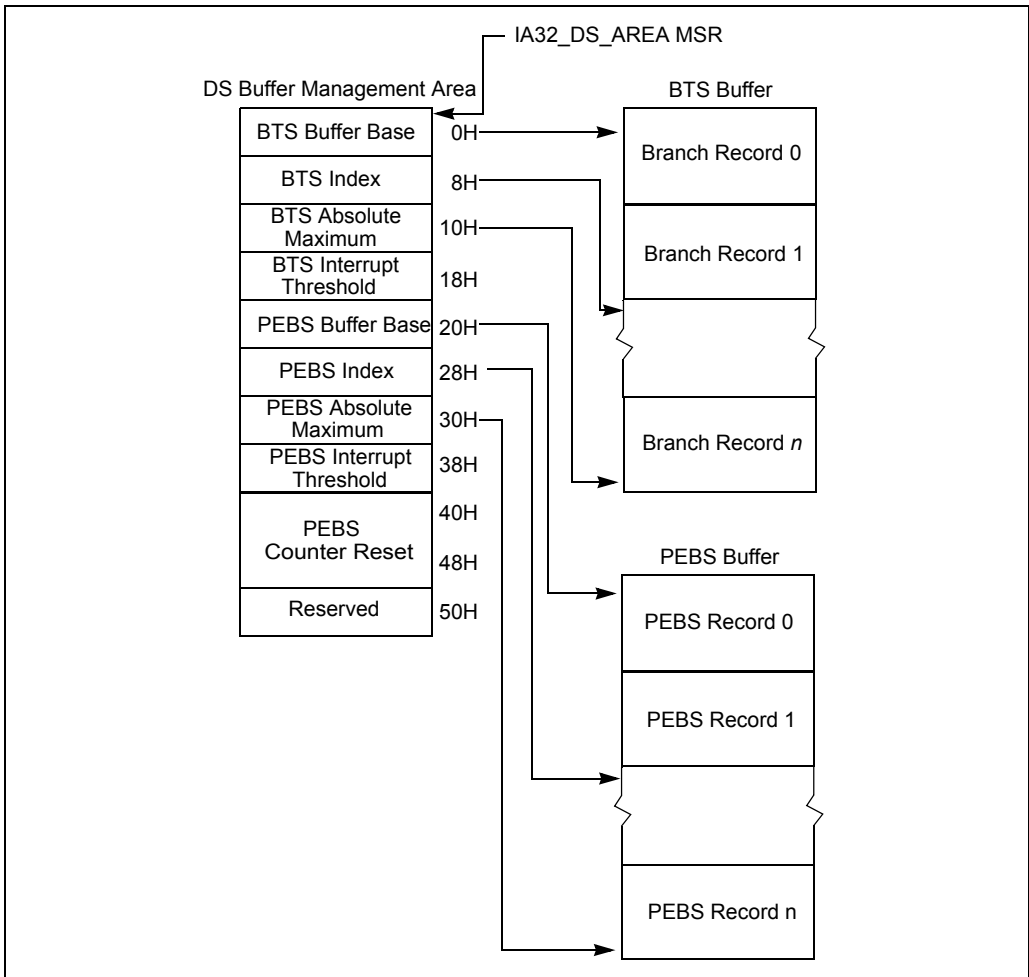 IA32_DS_AREA MSR
DS Buffer Management Area
BTS Buffer Base
0H
BTS Index
8H
BTS Absolute
Maximum
10H
BTS Interrupt
Threshold
18H
PEBS Buffer Base
20H
PEBS Index
28H
PEBS Absolute
Maximum
30H
PEBS Interrupt
Threshold
38H
PEBS
Counter Reset
40H
48H
Reserved
50H
BTS Buffer
Branch Record 0
Branch Record 1
Branch Record n
PEBS Buffer
PEBS Record 0
PEBS Record 1
PEBS Record n